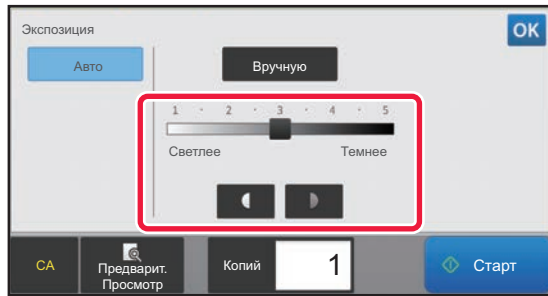 Экспозиция
OK
Авто
Вручную
1 · 2 · 3 · 4 · 5
Светлее
Темнее
CA
Предварит.
Просмотр
Копий
1
Старт